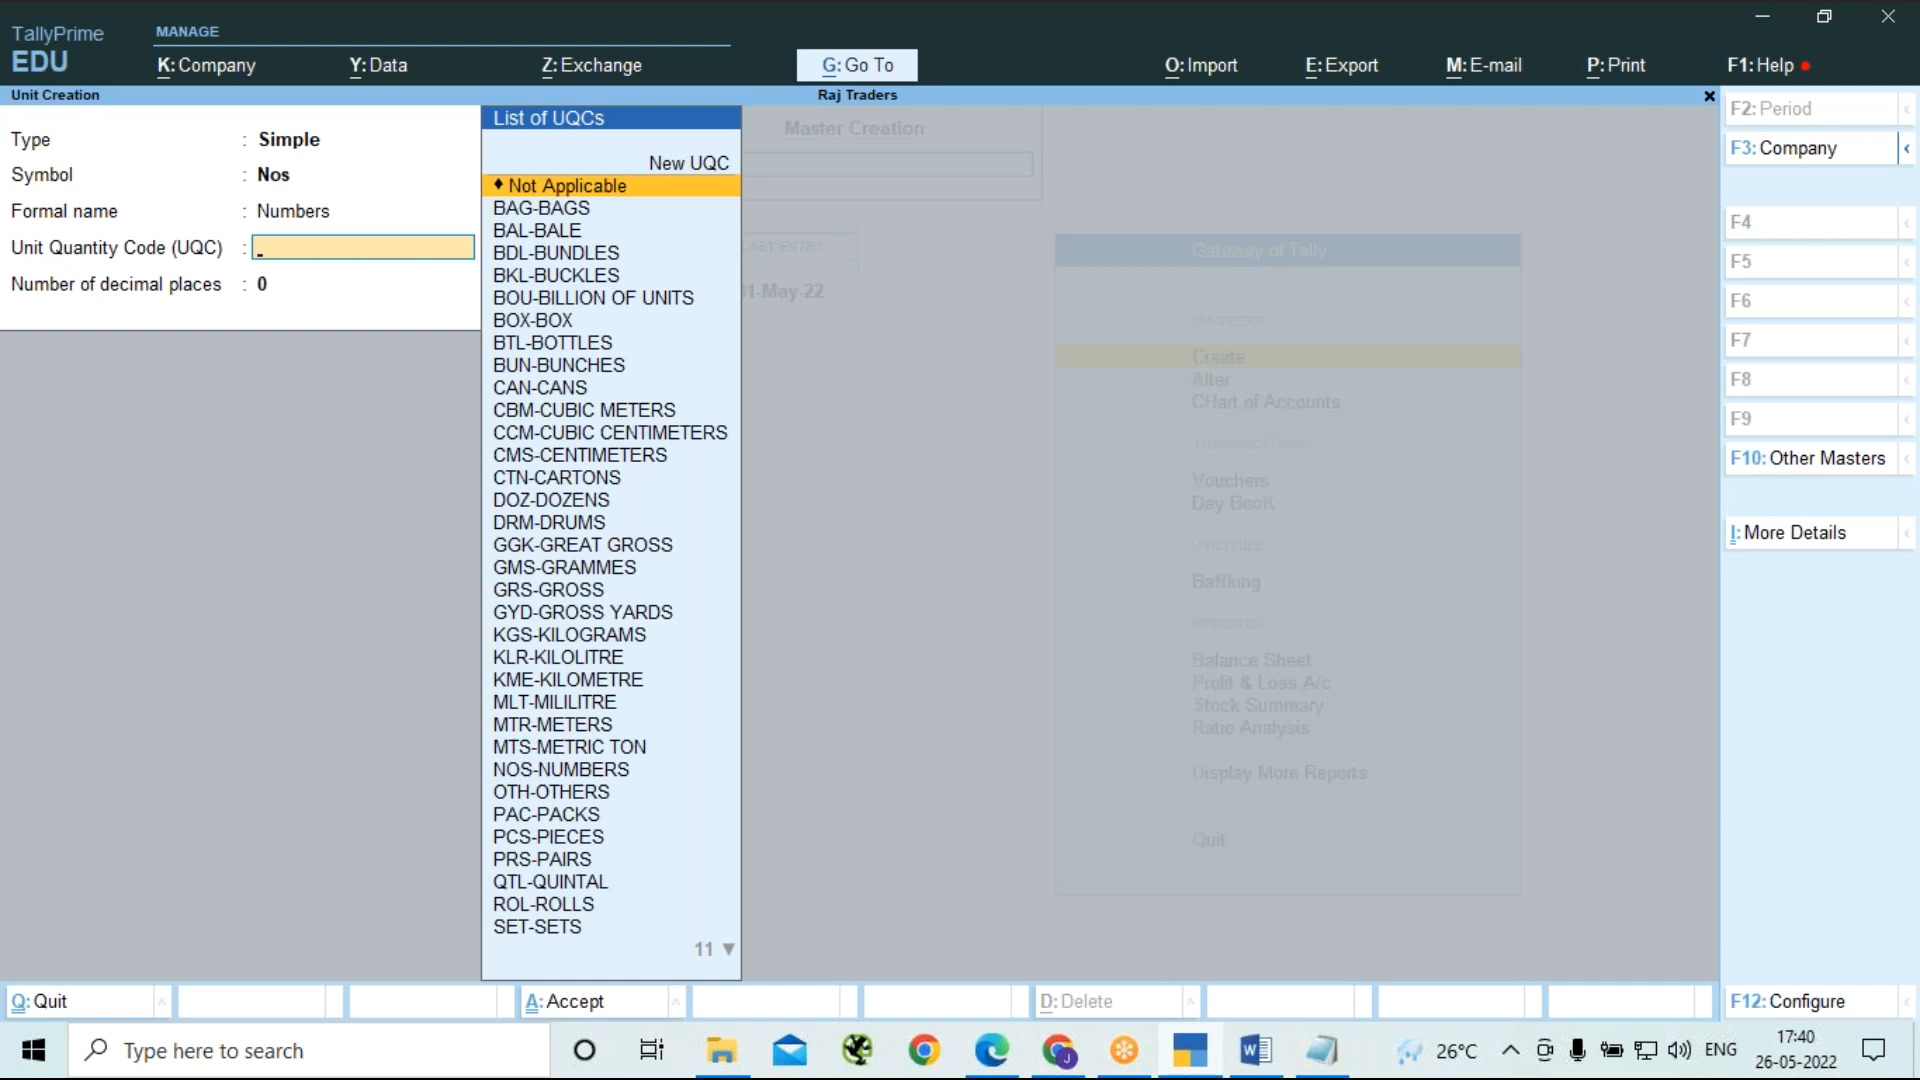 TallyPrime
EDU
MANAGE
K: Company
Y: Data
Z: Exchange
G: Go To
O: Import
E: Export
M: E-mail
P: Print
F1: Help
Unit Creation
Raj Traders
Type : Simple
Symbol : Nos
Formal name : Numbers
Unit Quantity Code (UQC) :
Number of decimal places : 0
List of UQCs
New UQC
♦ Not Applicable
BAG-BAGS
BAL-BALE
BDL-BUNDLES
BKL-BUCKLES
BOU-BILLION OF UNITS
BOX-BOX
BTL-BOTTLES
BUN-BUNCHES
CAN-CANS
CBM-CUBIC METERS
CCM-CUBIC CENTIMETERS
CMS-CENTIMETERS
CTN-CARTONS
DOZ-DOZENS
DRM-DRUMS
GGK-GREAT GROSS
GMS-GRAMMES
GRS-GROSS
GYD-GROSS YARDS
KGS-KILOGRAMS
KLR-KILOLITRE
KME-KILOMETRE
MLT-MILILITRE
MTR-METERS
MTS-METRIC TON
NOS-NUMBERS
OTH-OTHERS
PAC-PACKS
PCS-PIECES
PRS-PAIRS
QTL-QUINTAL
ROL-ROLLS
SET-SETS
11 ▼
Master Creation
LAST ENTRY
31-May-22
Gateway of Tally
MASTERS
Create
Alter
CHart of Accounts
TRANSACTIONS
Vouchers
Day BooK
UTILITIES
BaNking
REPORTS
Balance Sheet
Profit & Loss A/c
Stock Summary
Ratio Analysis
Display More Reports
Quit
F2: Period
F3: Company
F4
F5
F6
F7
F8
F9
F10: Other Masters
I: More Details
F12: Configure
Q: Quit
A: Accept
D: Delete
Type here to search
26°C
ENG
17:40
26-05-2022